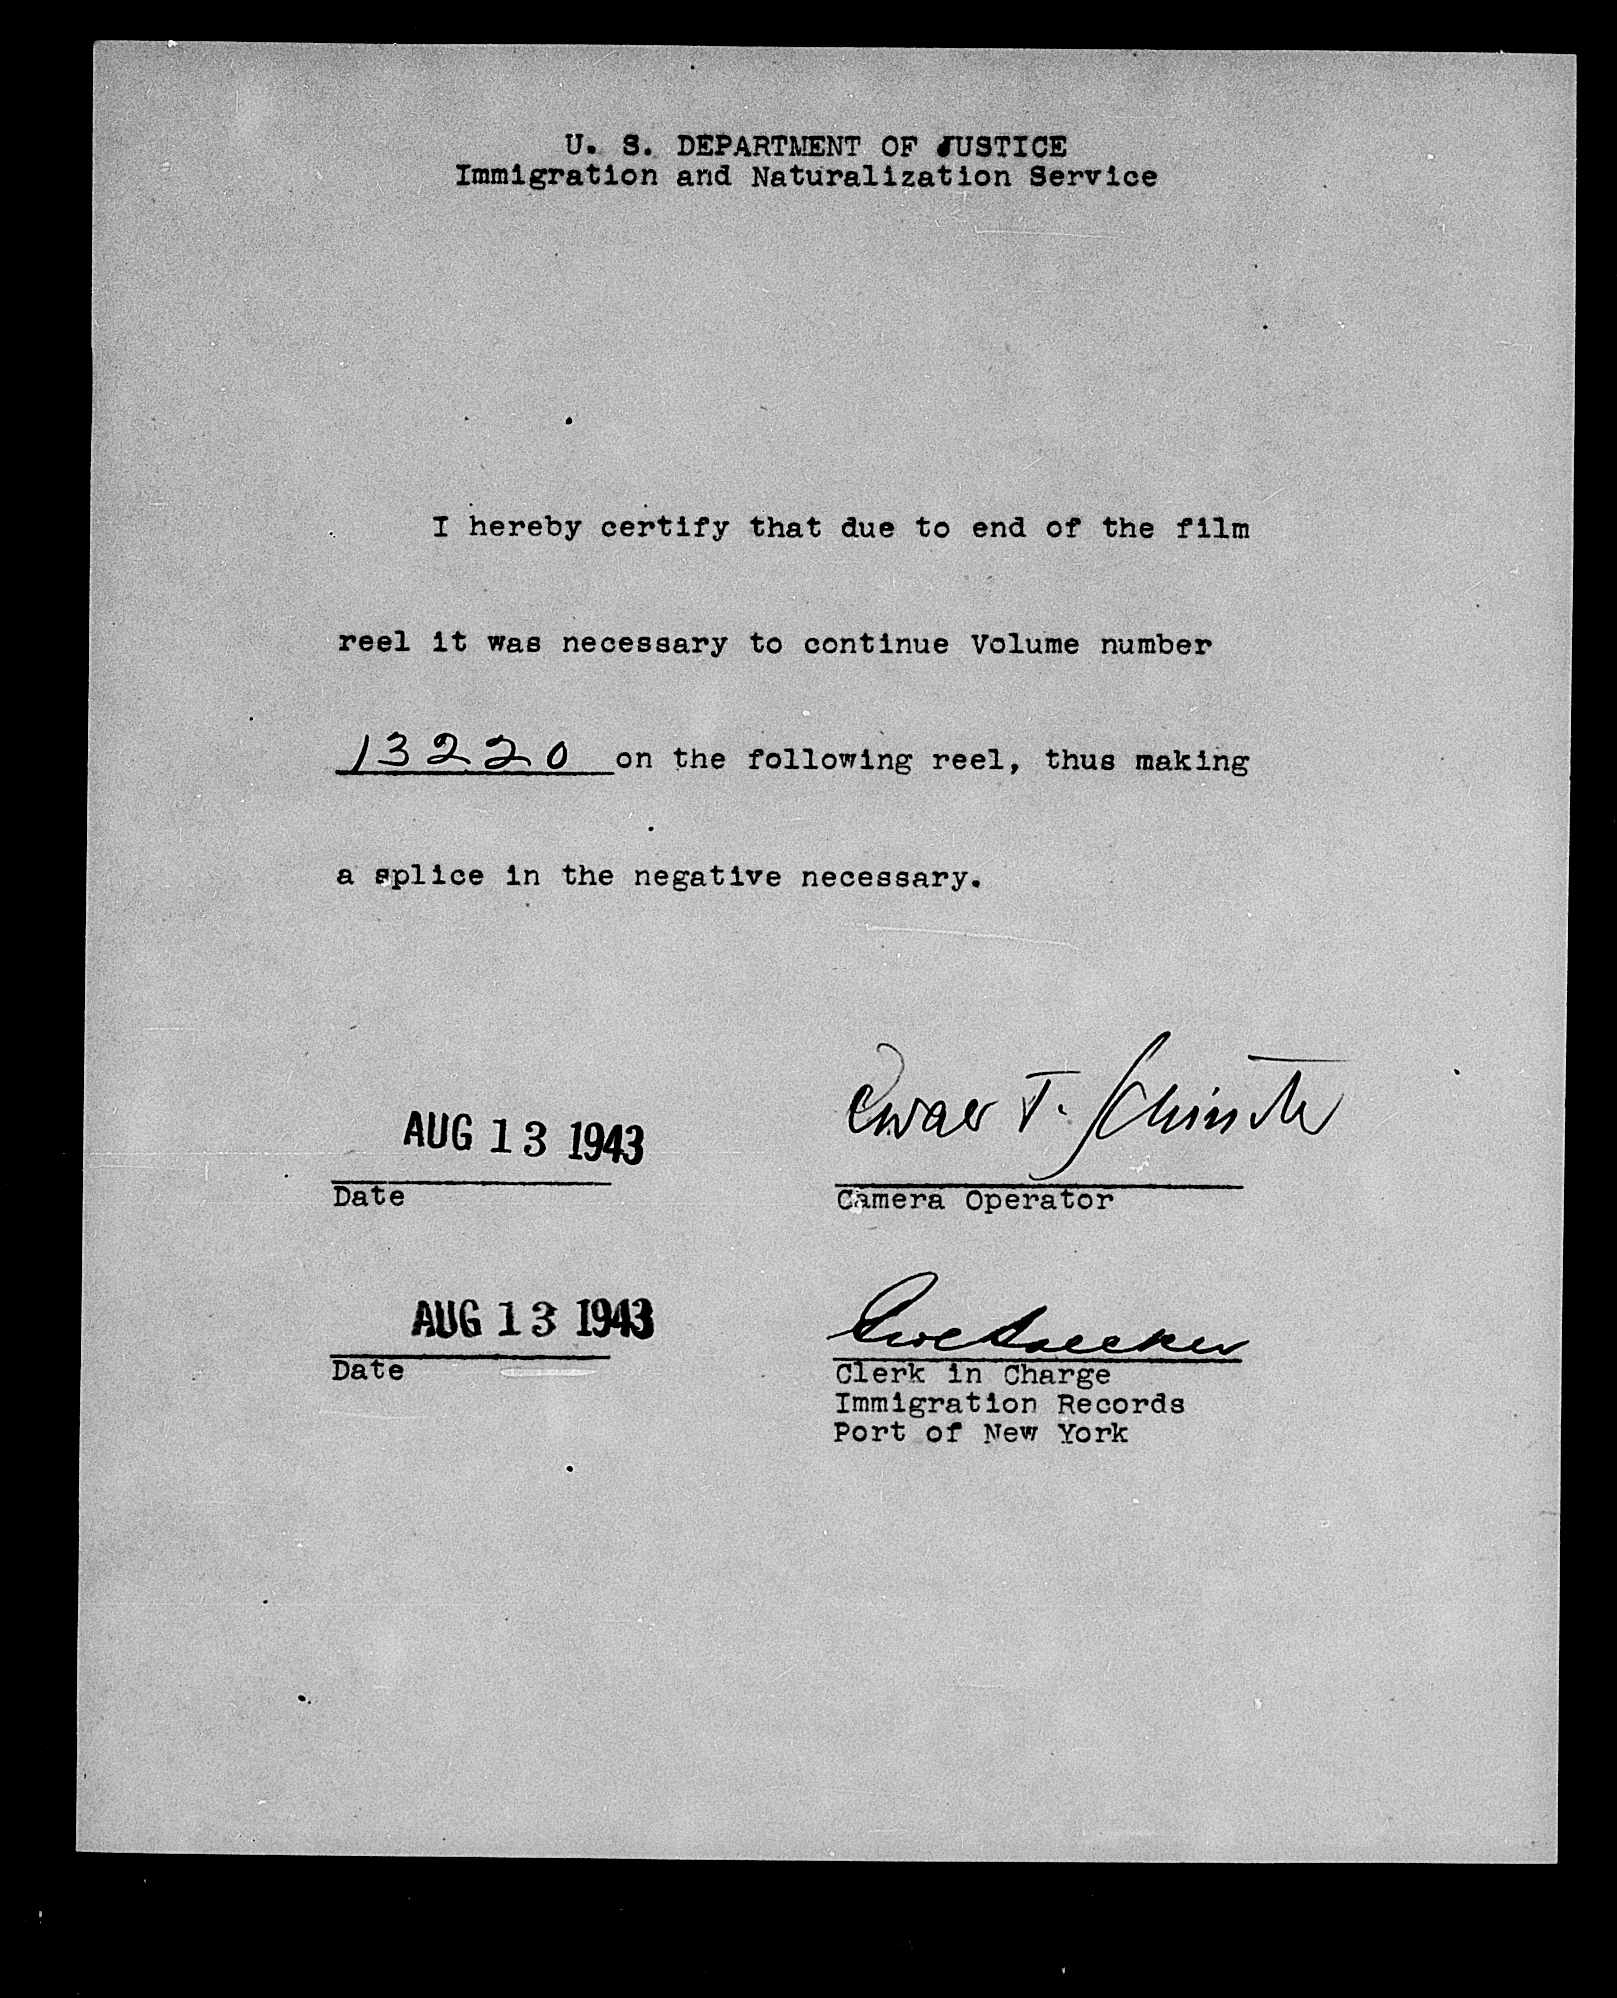 U. S. DEPARTMENT OF JUSTICE
Immigration and Naturalization Service
I hereby certify that due to end of the film
reel it was necessary to continue Volume number
13220 on the following reel, thus making
a splice in the negative necessary.
AUG 13 1943
Date
T.
Camera Operator
AUG 13 1943
Date
Clerk in Charge
Immigration Records
Port of New York